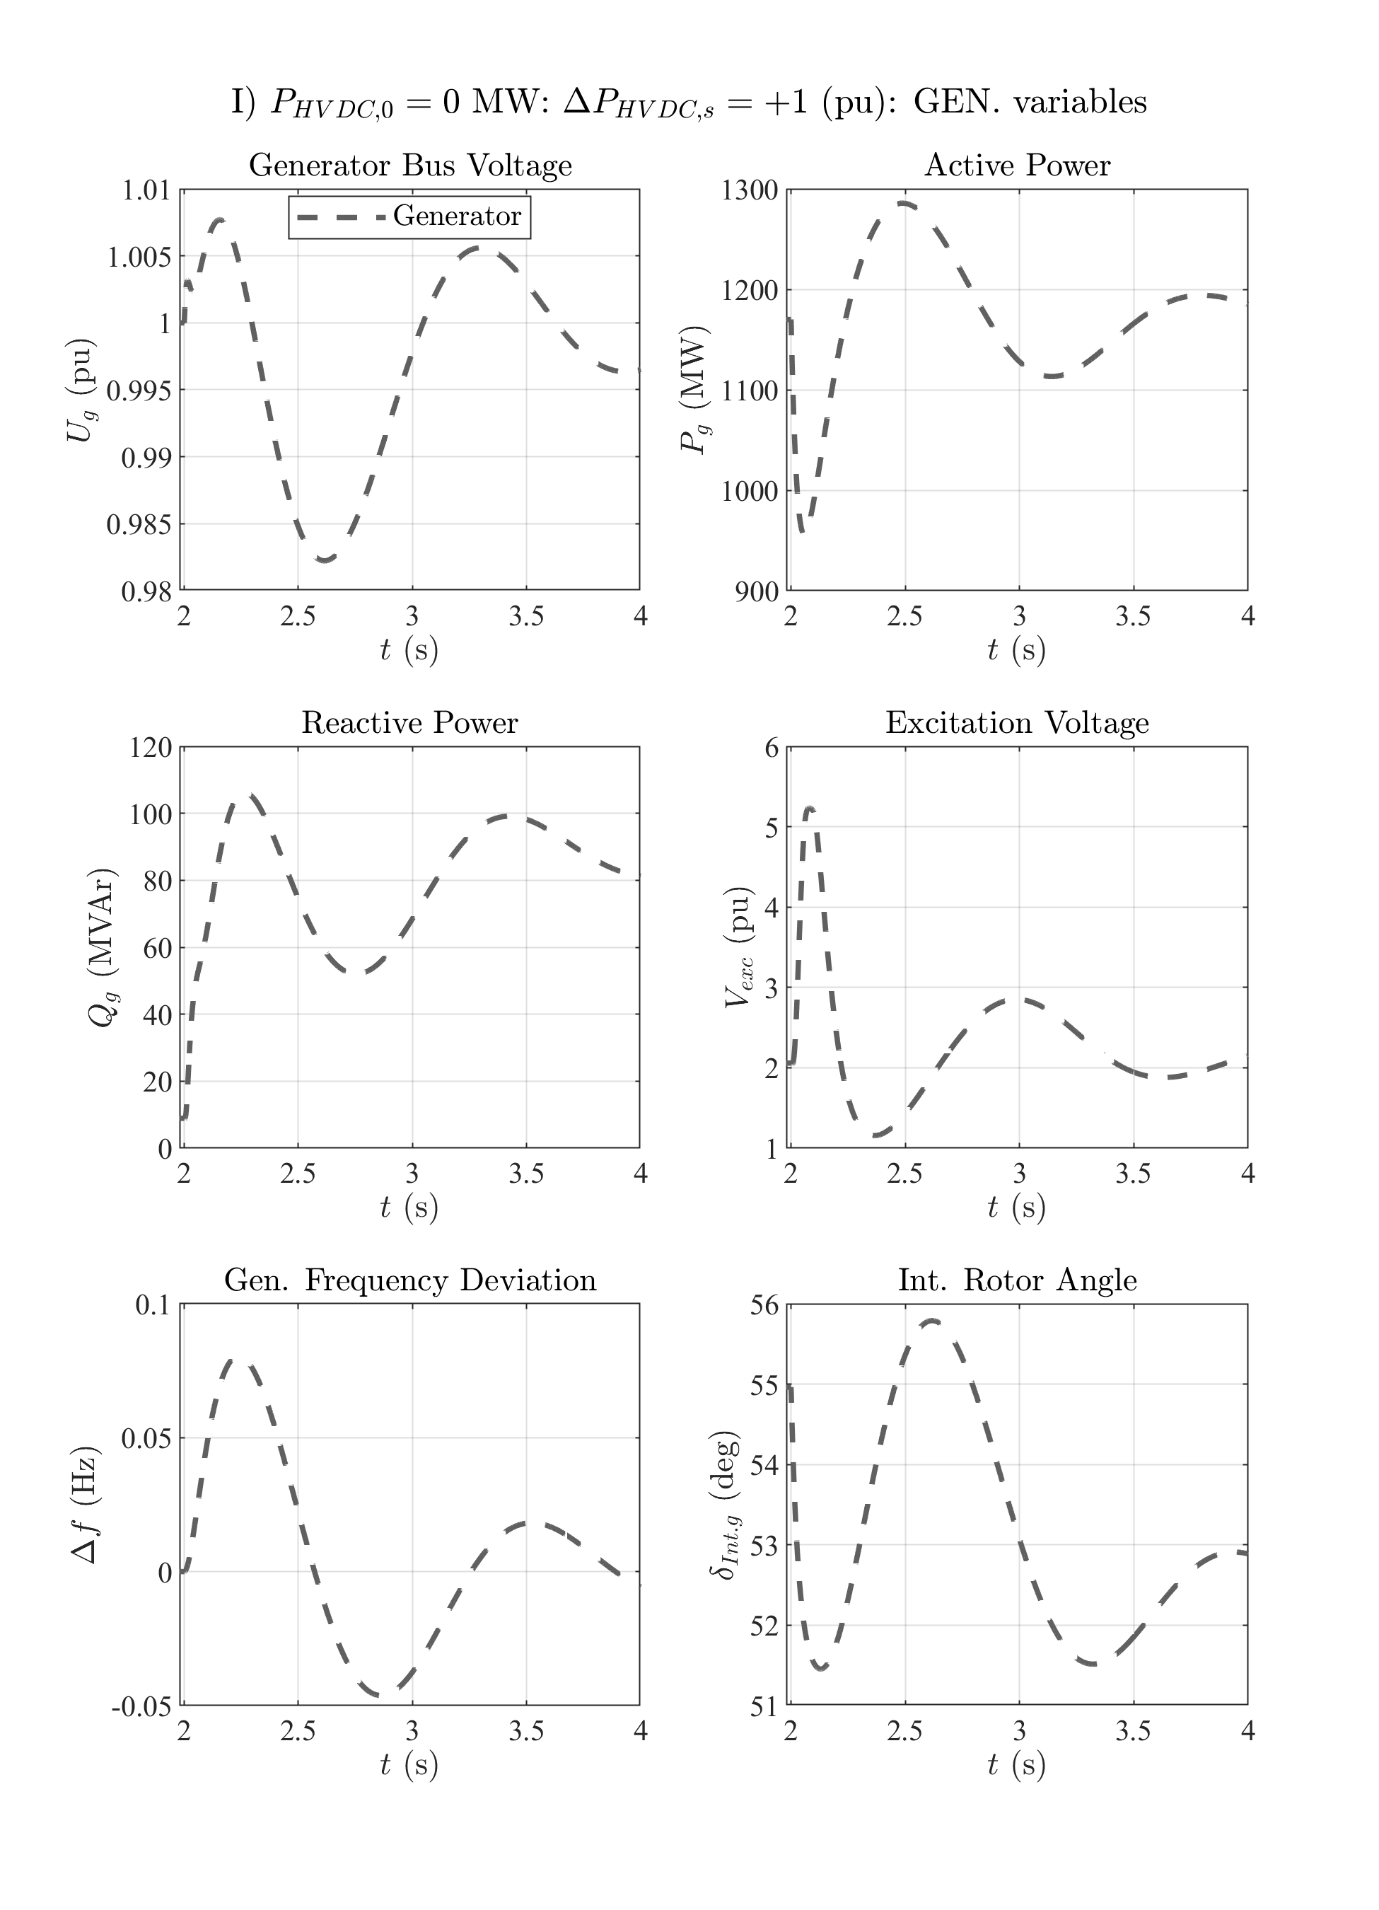 I) P_{HVDC,0} = 0 MW: ΔP_{HVDC,s} = +1 (pu): GEN. variables
Generator Bus Voltage
1.01
1.005
1
0.995
0.99
0.985
0.98
U_g (pu)
Generator
2 2.5 3 3.5 4
t (s)
Active Power
1300
1200
1100
1000
900
P_g (MW)
2 2.5 3 3.5 4
t (s)
Reactive Power
120
100
80
60
40
20
0
Q_g (MVAr)
2 2.5 3 3.5 4
t (s)
Excitation Voltage
6
5
4
3
2
1
V_{exc} (pu)
2 2.5 3 3.5 4
t (s)
Gen. Frequency Deviation
0.1
0.05
0
-0.05
Δf (Hz)
2 2.5 3 3.5 4
t (s)
Int. Rotor Angle
56
55
54
53
52
51
δ_{Int.g} (deg)
2 2.5 3 3.5 4
t (s)